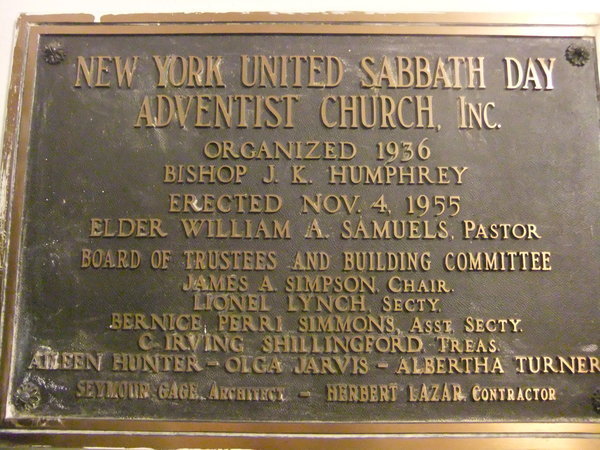 NEW YORK UNITED SABBATH DAY
ADVENTIST CHURCH, INC.
ORGANIZED 1936
BISHOP J. K. HUMPHREY
ERECTED NOV. 4, 1955
ELDER WILLIAM A. SAMUELS, PASTOR
BOARD OF TRUSTEES AND BUILDING COMMITTEE
JAMES A. SIMPSON, CHAIR.
LIONEL LYNCH, SECTY.
BERNICE PERRI SIMMONS, ASST. SECTY.
C. IRVING SHILLINGFORD, TREAS.
AILEEN HUNTER - OLGA JARVIS - ALBERTHA TURNER
SEYMOUR GAGE, ARCHITECT - HERBERT LAZAR, CONTRACTOR